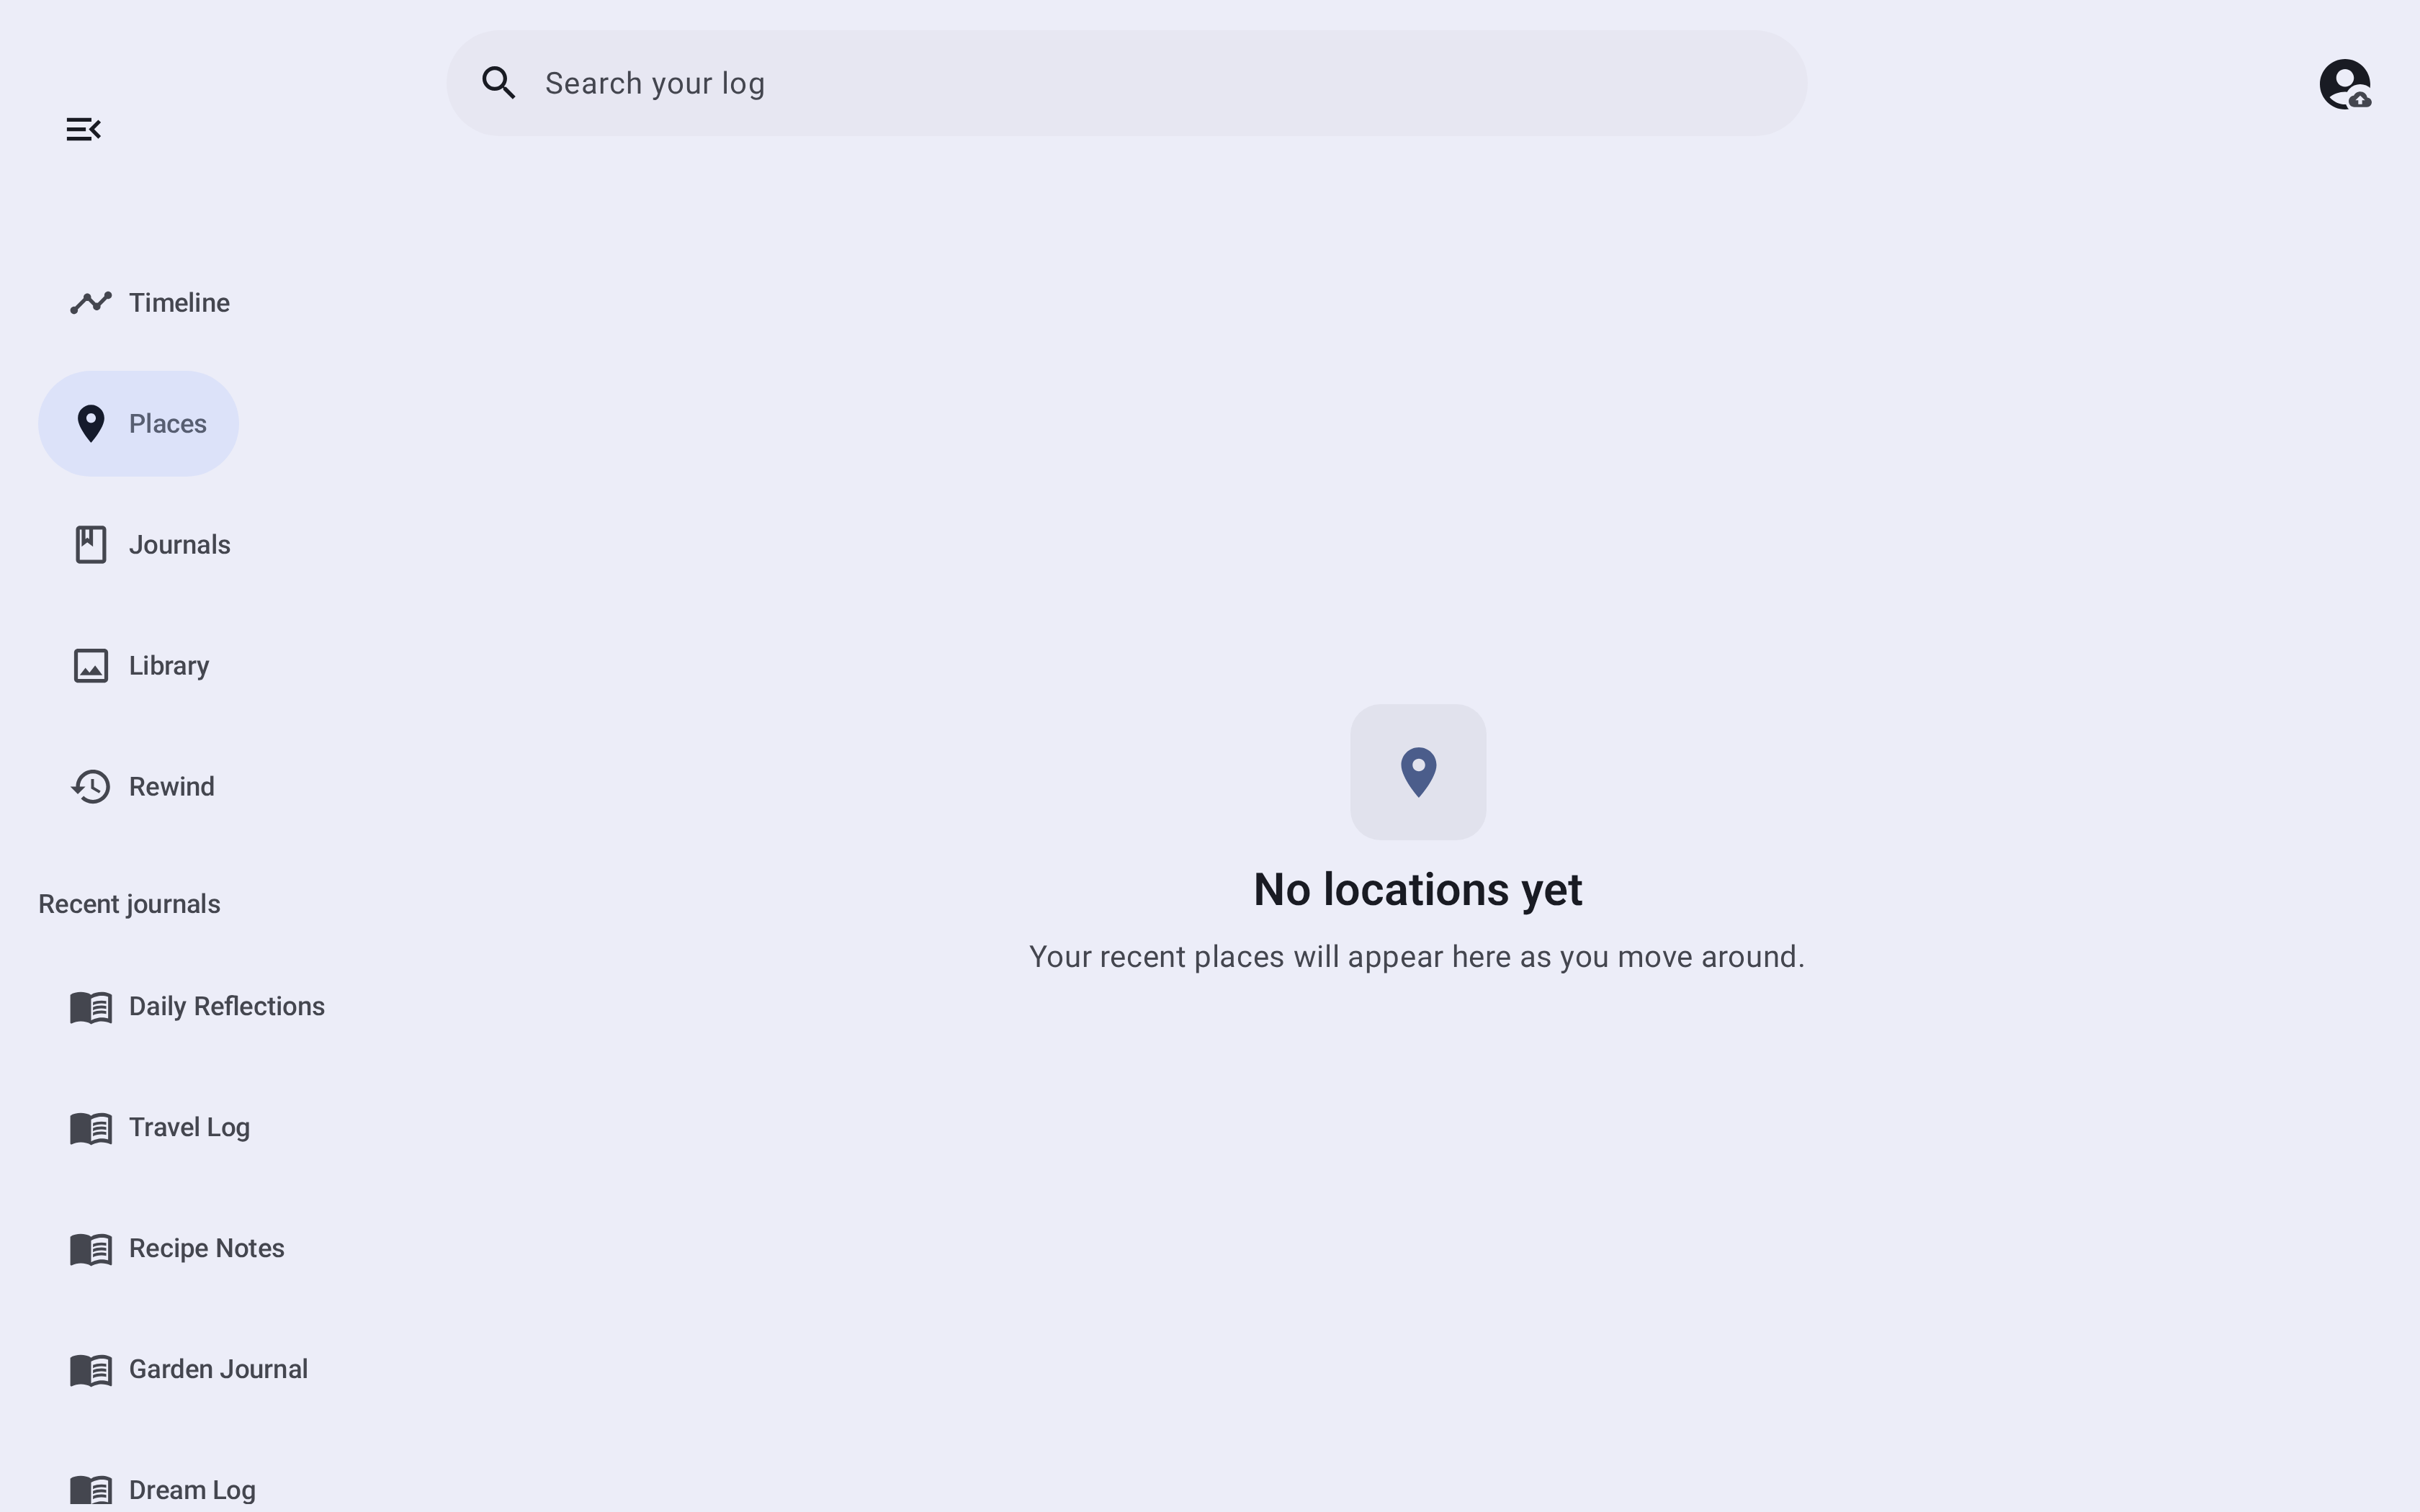 Search your log
Timeline
Places
Journals
Library
Rewind
Recent journals
Daily Reflections
Travel Log
Recipe Notes
Garden Journal
Dream Log
No locations yet
Your recent places will appear here as you move around.